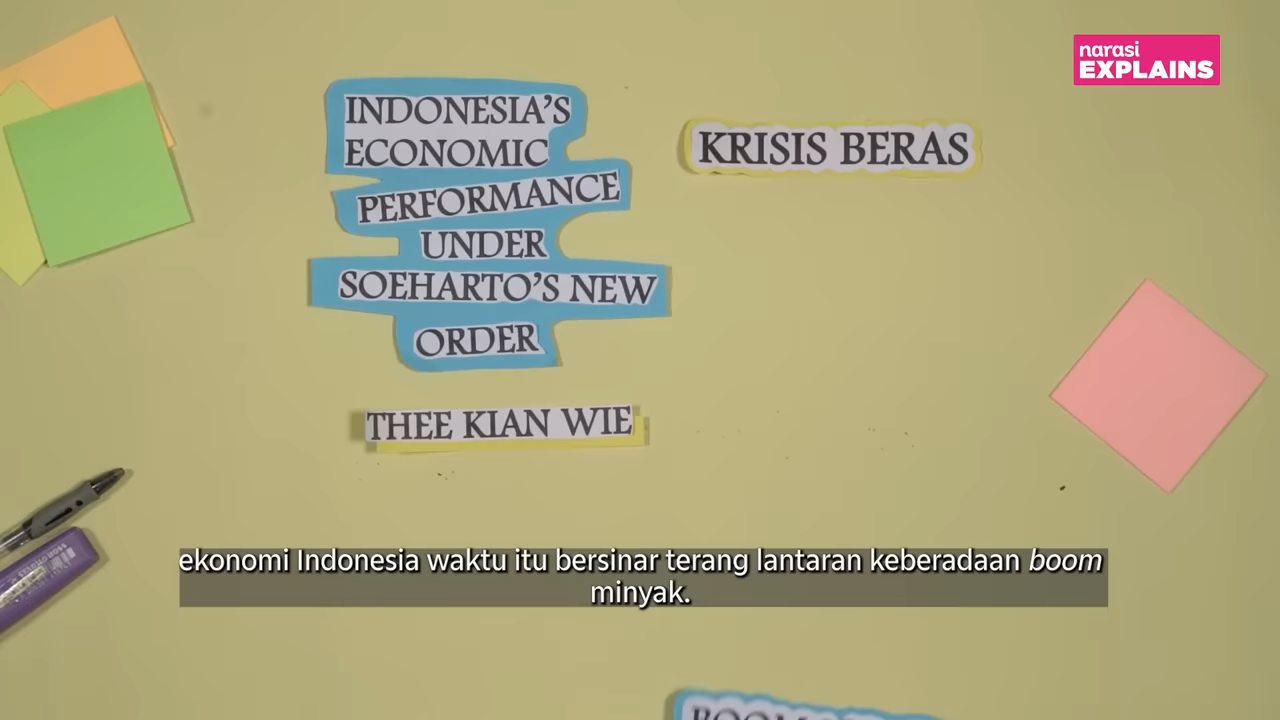 narasi
EXPLAINS
INDONESIA'S
ECONOMIC
PERFORMANCE
UNDER
SOEHARTO'S NEW
ORDER
THEE KIAN WIE
KRISIS BERAS
ekonomi Indonesia waktu itu bersinar terang lantaran keberadaan boom
minyak.